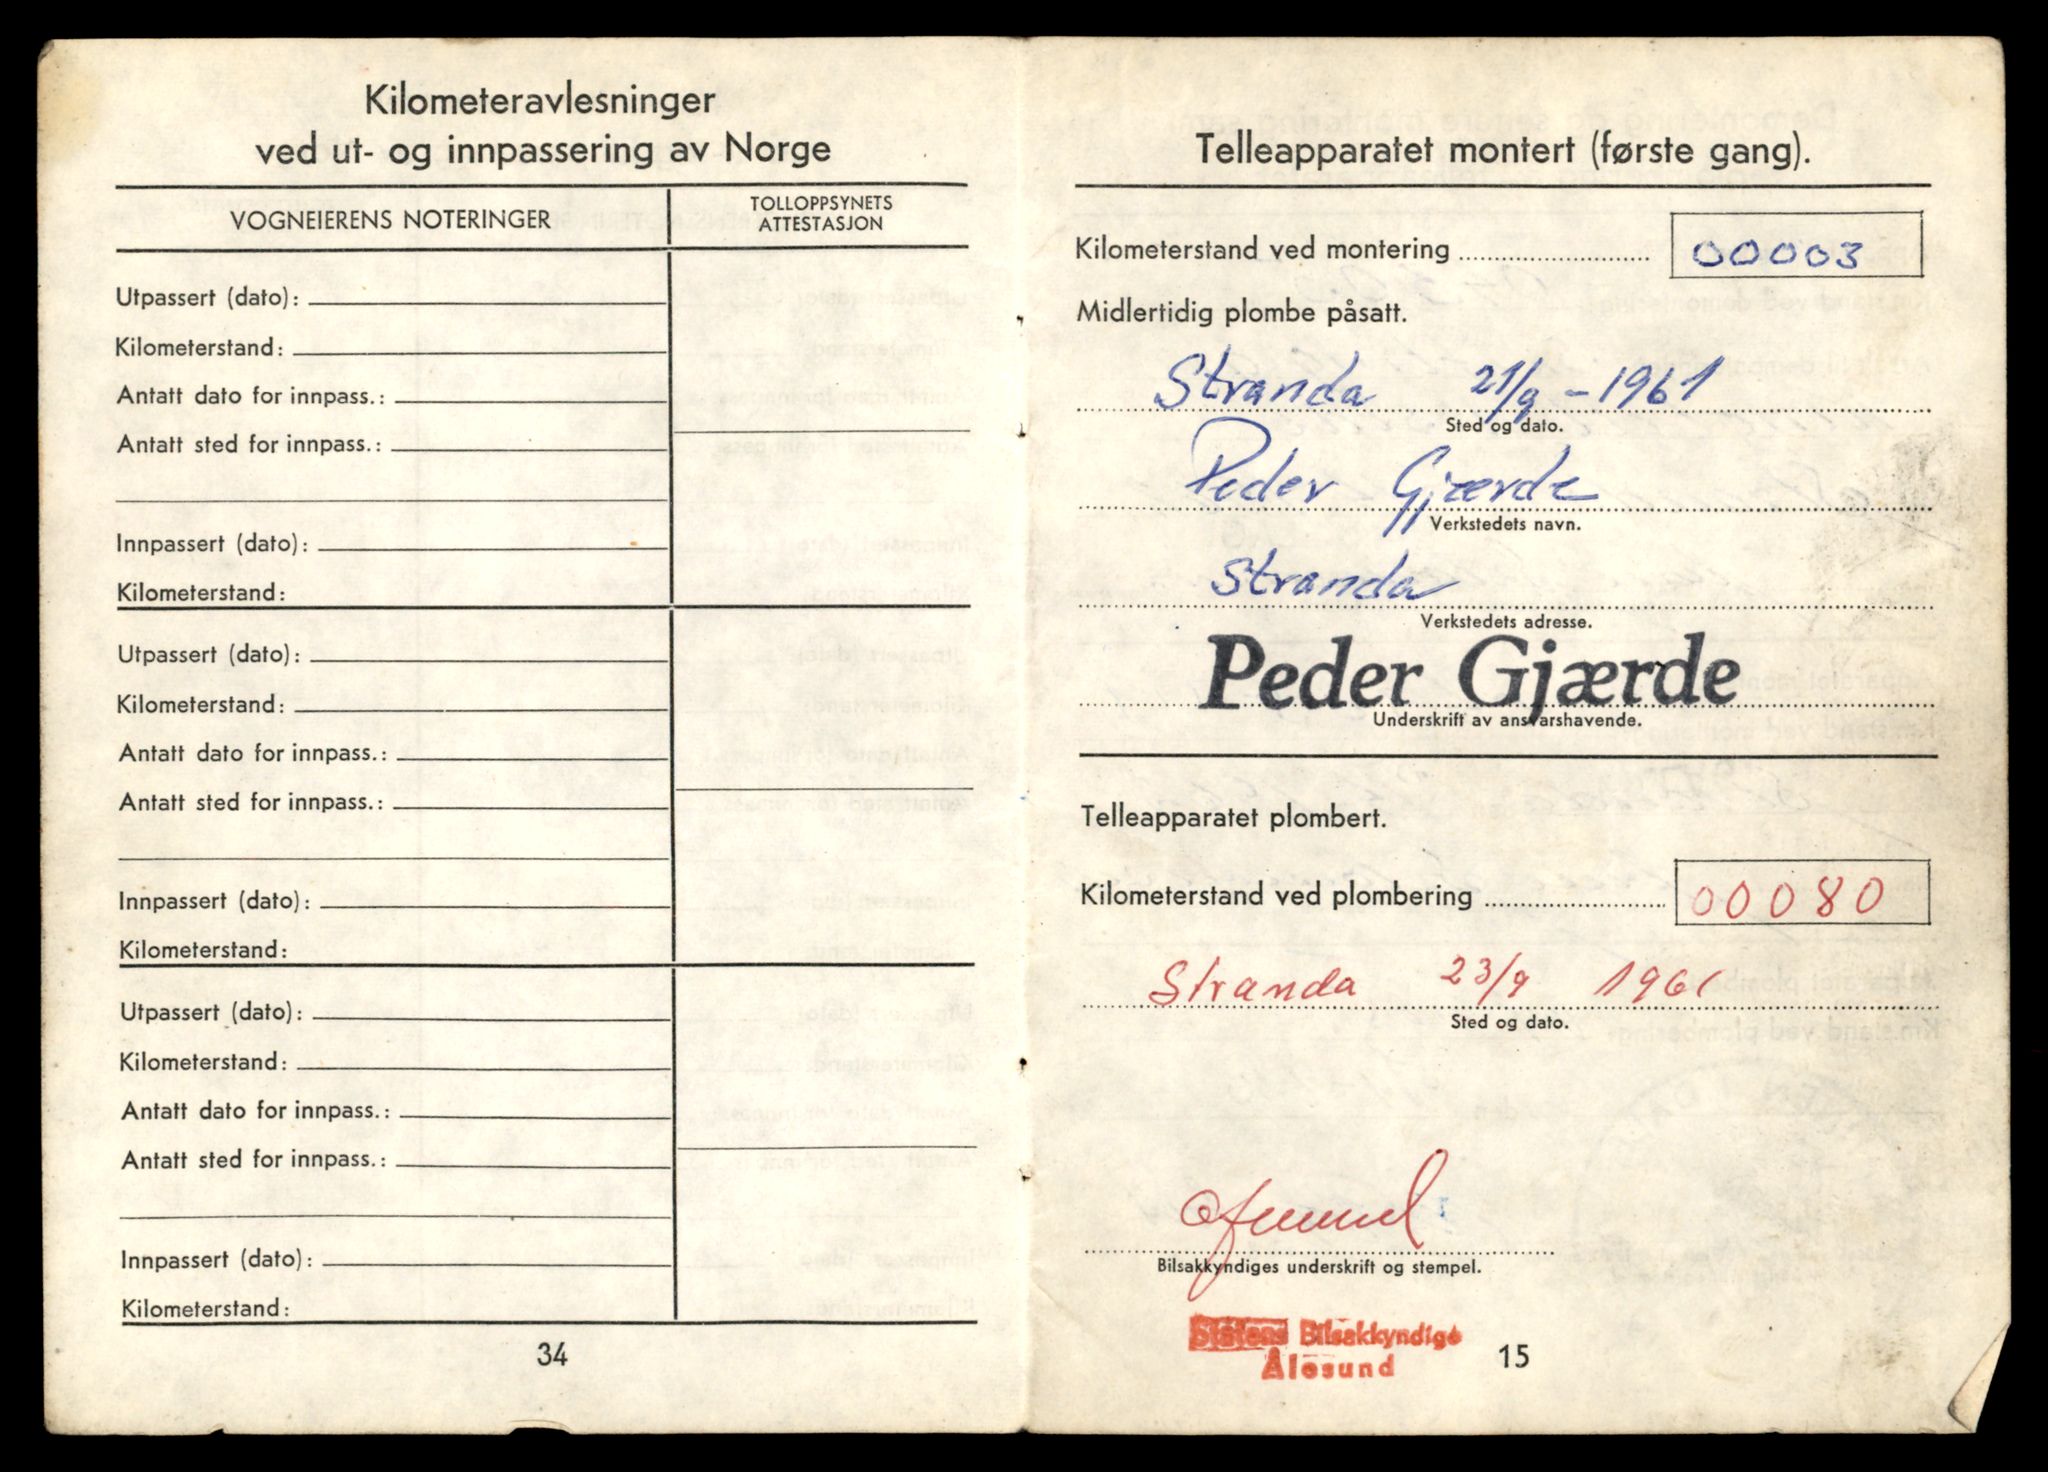 Kilometeravlesninger
ved ut- og innpassering av Norge
VOGNEIERENS NOTERINGER
TOLLOPPSYNETS
ATTESTASJON
Utpassert (dato):
Kilometerstand:
Antatt dato for innpass.:
Antatt sted for innpass.:
Innpassert (dato):
Kilometerstand:
Utpassert (dato):
Kilometerstand:
Antatt dato for innpass.:
Antatt sted for innpass.:
Innpassert (dato):
Kilometerstand:
Utpassert (dato):
Kilometerstand:
Antatt dato for innpass.:
Antatt sted for innpass.:
Innpassert (dato):
Kilometerstand:
34
Telleapparatet montert (første gang).
Kilometerstand ved montering 00003
Midlertidig plombe påsatt.
Stranda 21/9 - 1961
Sted og dato.
Peder Gjærde
Verkstedets navn.
Stranda
Verkstedets adresse.
Peder Gjærde
Underskrift av ansvarshavende.
Telleapparatet plombert.
Kilometerstand ved plombering 00080
Stranda 23/9 1961
Sted og dato.
Bilsakkyndiges underskrift og stempel.
Statens Bilsakkyndige
Ålesund
15